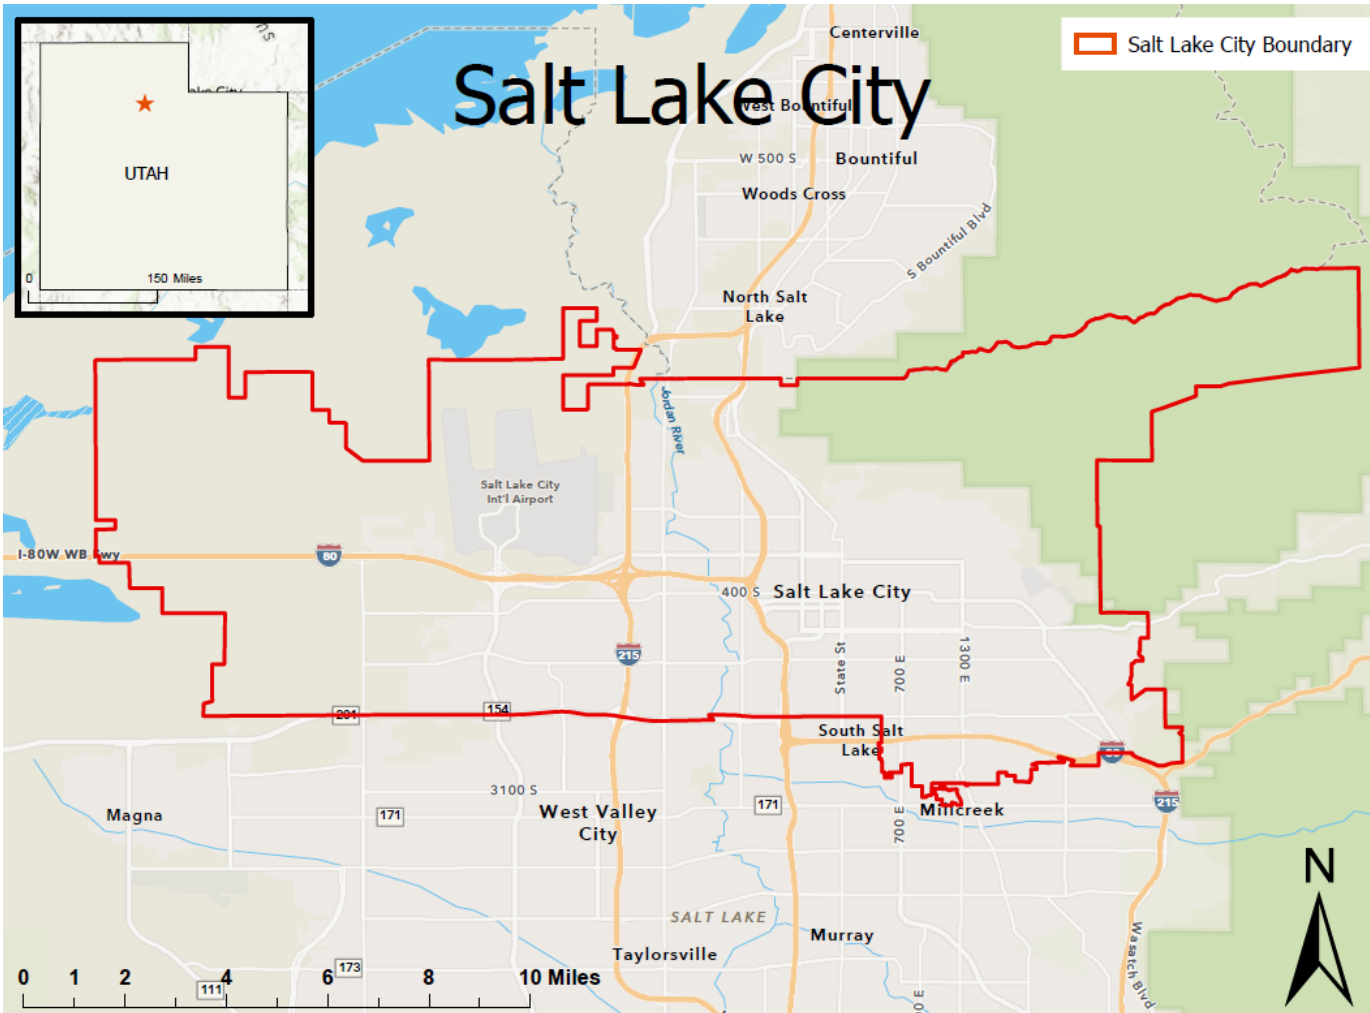 Salt Lake City
Salt Lake City Boundary
UTAH
0
150 Miles
Centerville
West Bountiful
W 500 S
Bountiful
Woods Cross
S Bountiful Blvd
North Salt
Lake
Jordan River
Salt Lake City
Int'l Airport
I-80W WB Fwy
80
400 S
Salt Lake City
215
State St
700 E
1300 E
201
154
South Salt
Lake
80
3100 S
Magna
171
West Valley
City
171
700 E
Millcreek
215
N
SALT LAKE
Murray
Taylorsville
Wasatch Blvd
173
111
0 E
0 1 2 4 6 8 10 Miles